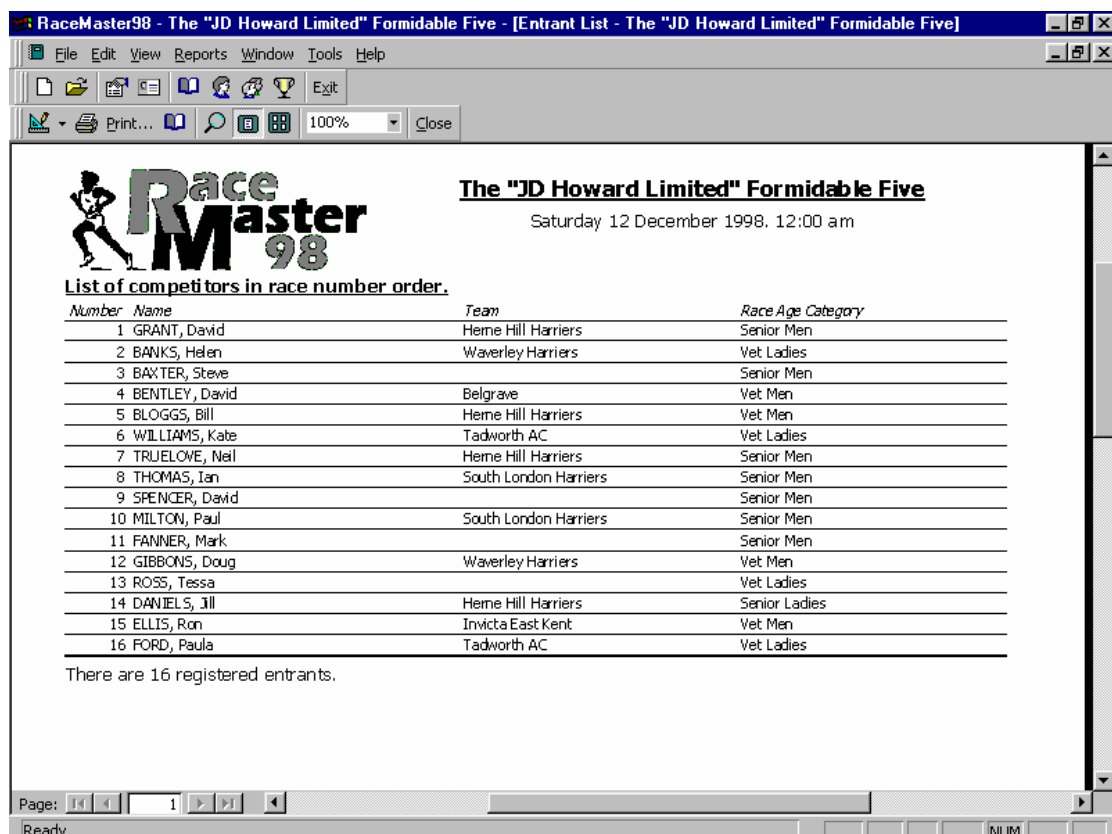 RaceMaster98 - The "JD Howard Limited" Formidable Five - [Entrant List - The "JD Howard Limited" Formidable Five]
File Edit View Reports Window Tools Help
Exit
Print... 100% Close
Race Master 98
The "JD Howard Limited" Formidable Five
Saturday 12 December 1998. 12:00 am
List of competitors in race number order.
Number Name Team Race Age Category
1 GRANT, David Herne Hill Harriers Senior Men
2 BANKS, Helen Waverley Harriers Vet Ladies
3 BAXTER, Steve Senior Men
4 BENTLEY, David Belgrave Vet Men
5 BLOGGS, Bill Herne Hill Harriers Vet Men
6 WILLIAMS, Kate Tadworth AC Vet Ladies
7 TRUELOVE, Neil Herne Hill Harriers Senior Men
8 THOMAS, Ian South London Harriers Senior Men
9 SPENCER, David Senior Men
10 MILTON, Paul South London Harriers Senior Men
11 FANNER, Mark Senior Men
12 GIBBONS, Doug Waverley Harriers Vet Men
13 ROSS, Tessa Vet Ladies
14 DANIELS, Jill Herne Hill Harriers Senior Ladies
15 ELLIS, Ron Invicta East Kent Vet Men
16 FORD, Paula Tadworth AC Vet Ladies
There are 16 registered entrants.
Page: 1
Ready NUM